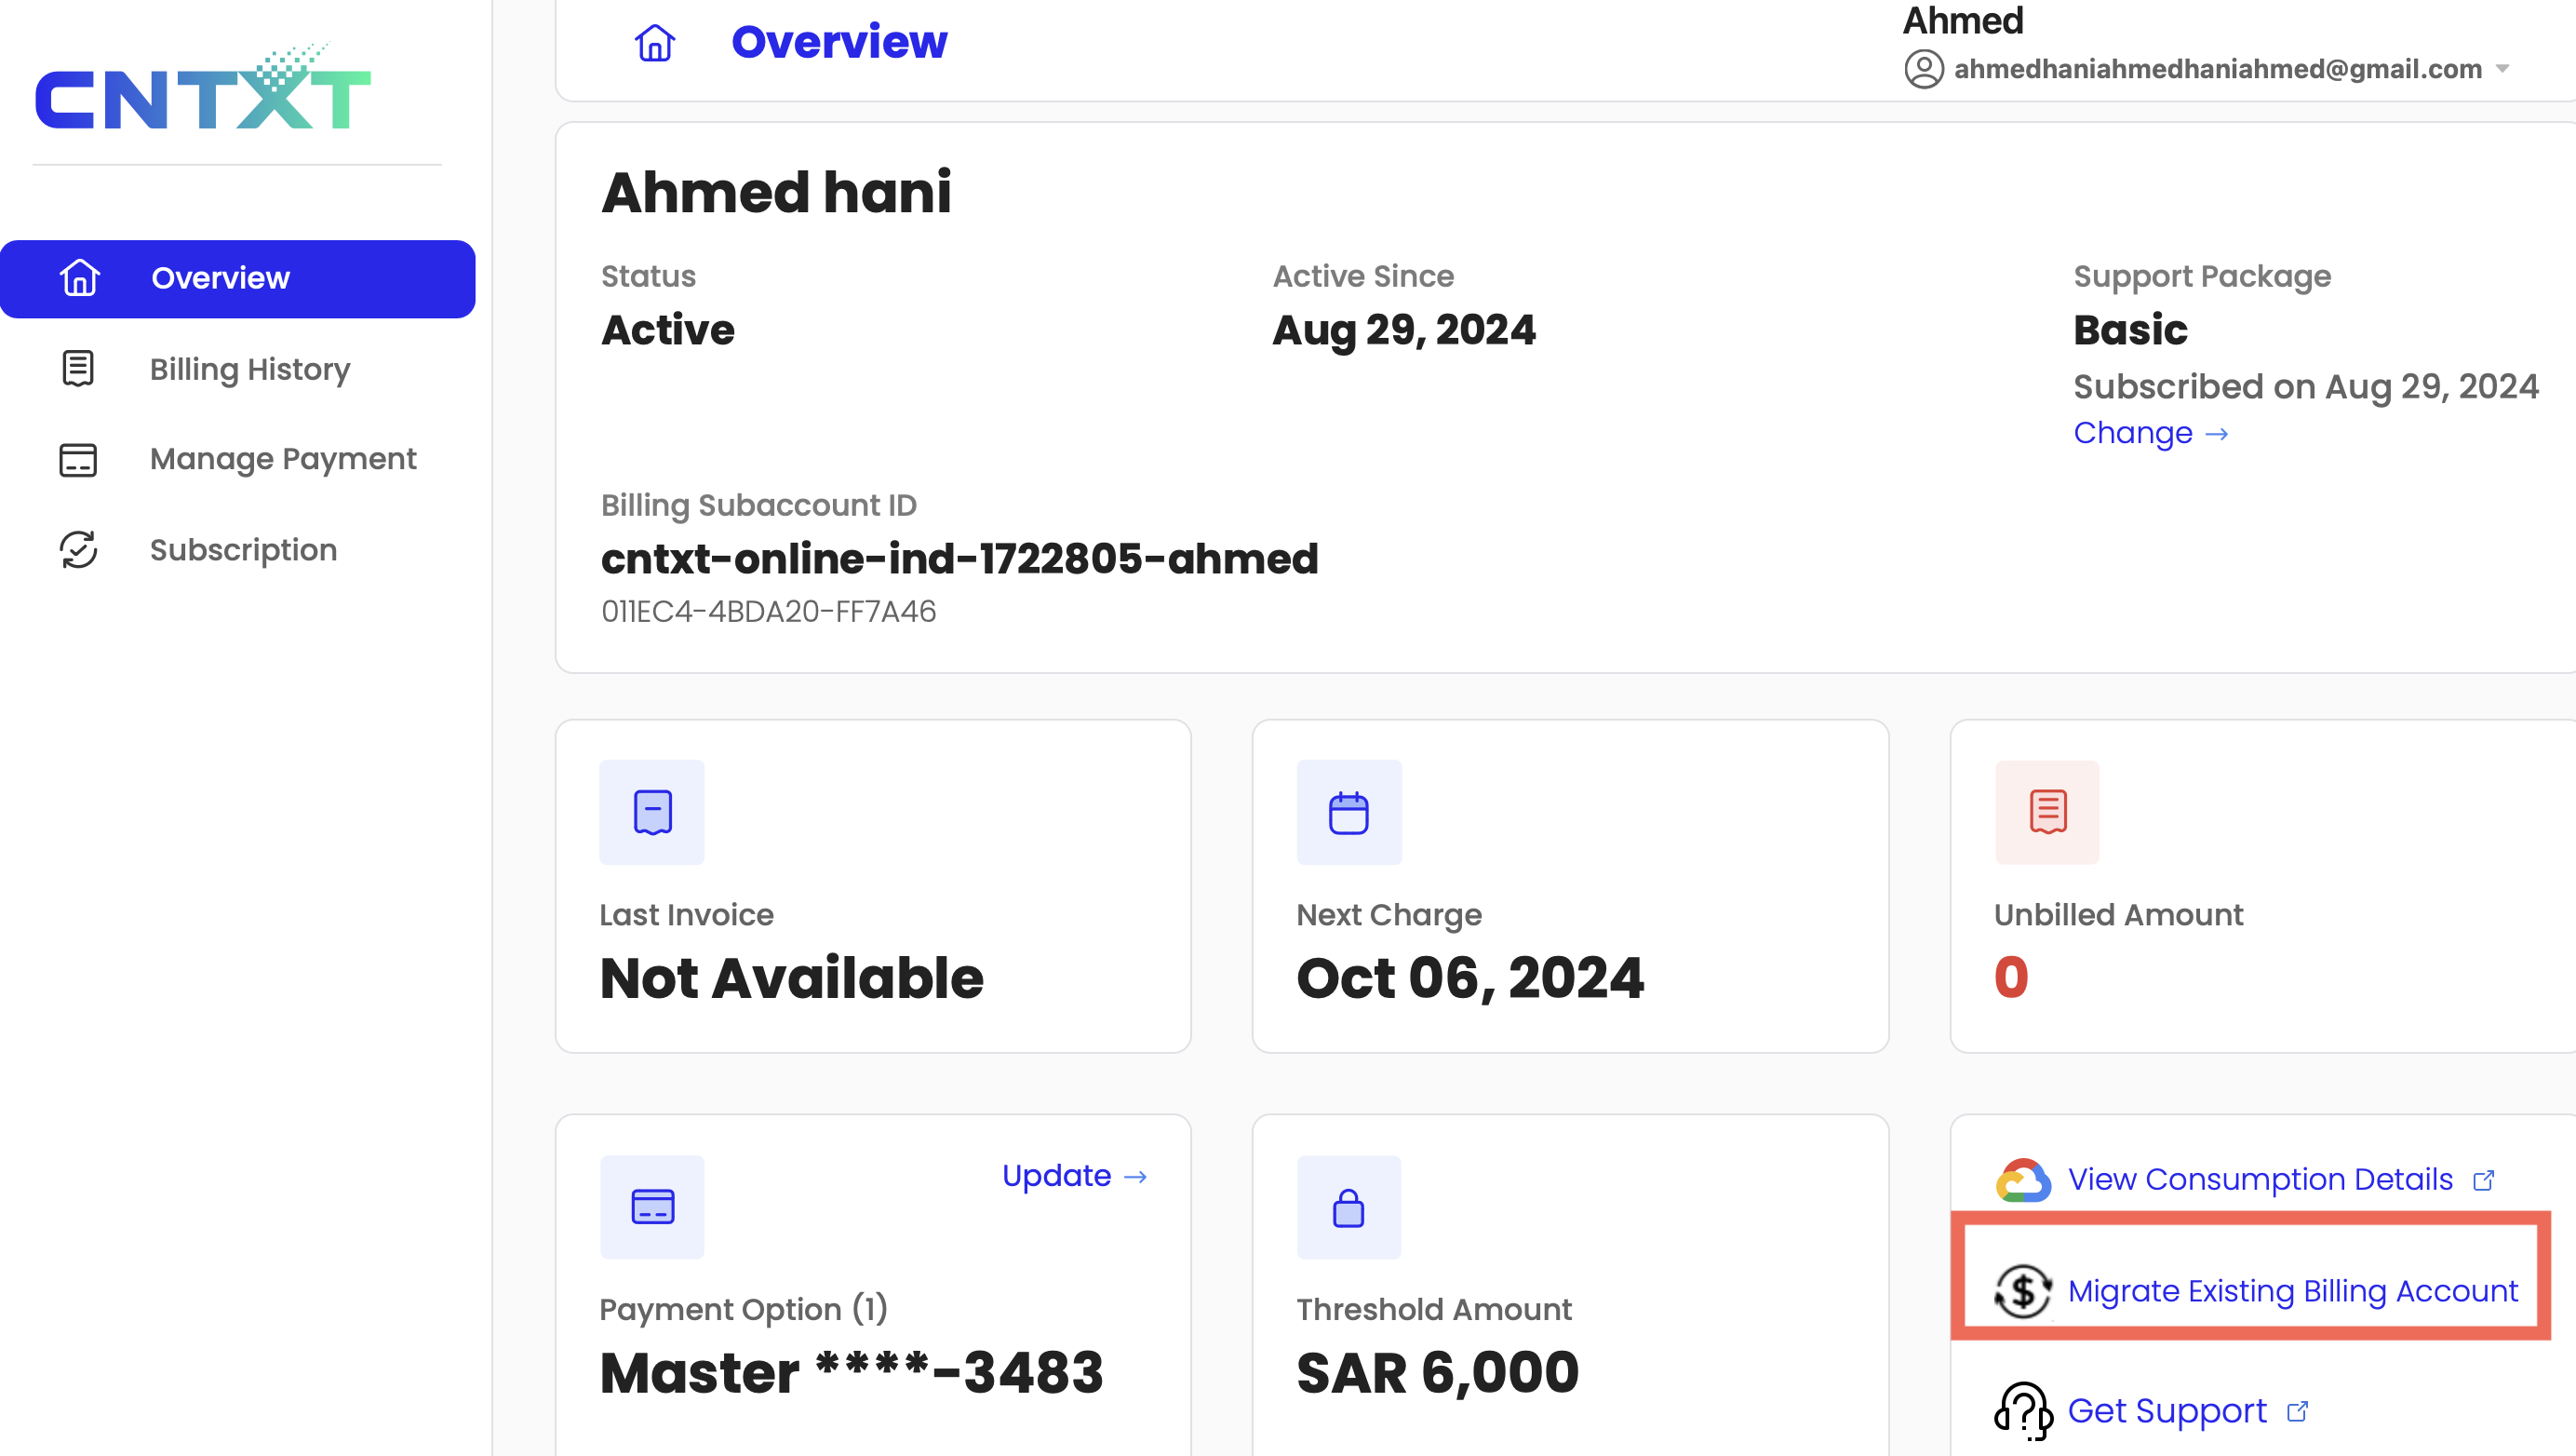 CNTXT
Overview
Billing History
Manage Payment
Subscription
Overview
Ahmed
ahmedhaniahmedhaniahmed@gmail.com
Ahmed hani
Status
Active
Active Since
Aug 29, 2024
Support Package
Basic
Subscribed on Aug 29, 2024
Change →
Billing Subaccount ID
cntxt-online-ind-1722805-ahmed
011EC4-4BDA20-FF7A46
Last Invoice
Not Available
Next Charge
Oct 06, 2024
Unbilled Amount
0
Update →
Payment Option (1)
Master ****-3483
Threshold Amount
SAR 6,000
View Consumption Details
Migrate Existing Billing Account
Get Support